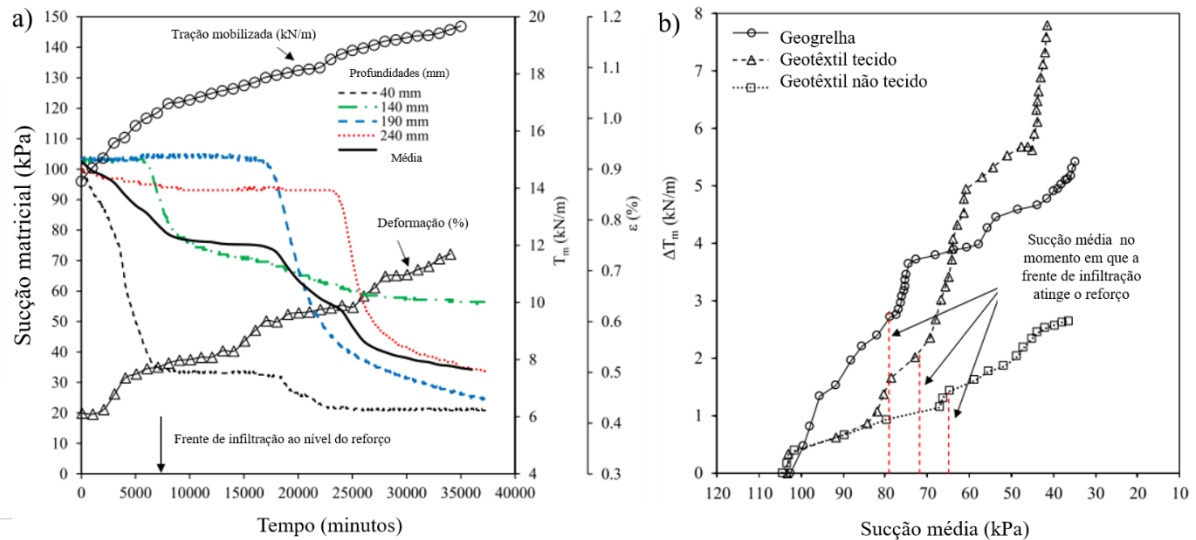 a)
Sucção matricial (kPa)
150
140
130
120
110
100
90
80
70
60
50
40
30
20
10
0
0
5000
10000
15000
20000
25000
30000
35000
40000
Tempo (minutos)
Tração mobilizada (kN/m)
Profundidades (mm)
40 mm
140 mm
190 mm
240 mm
Média
Deformação (%)
Frente de infiltração ao nível do reforço
20
18
16
14
12
10
8
6
4
T_m (kN/m)
1.2
1.1
1.0
0.9
0.8
0.7
0.6
0.5
0.4
0.3
ε (%)
b)
8
6
4
2
0
ΔT_m (kN/m)
Geogrelha
Geotêxtil tecido
Geotêxtil não tecido
Sucção média no
momento em que a
frente de infiltração
atinge o reforço
120
110
100
90
80
70
60
50
40
30
20
10
Sucção média (kPa)